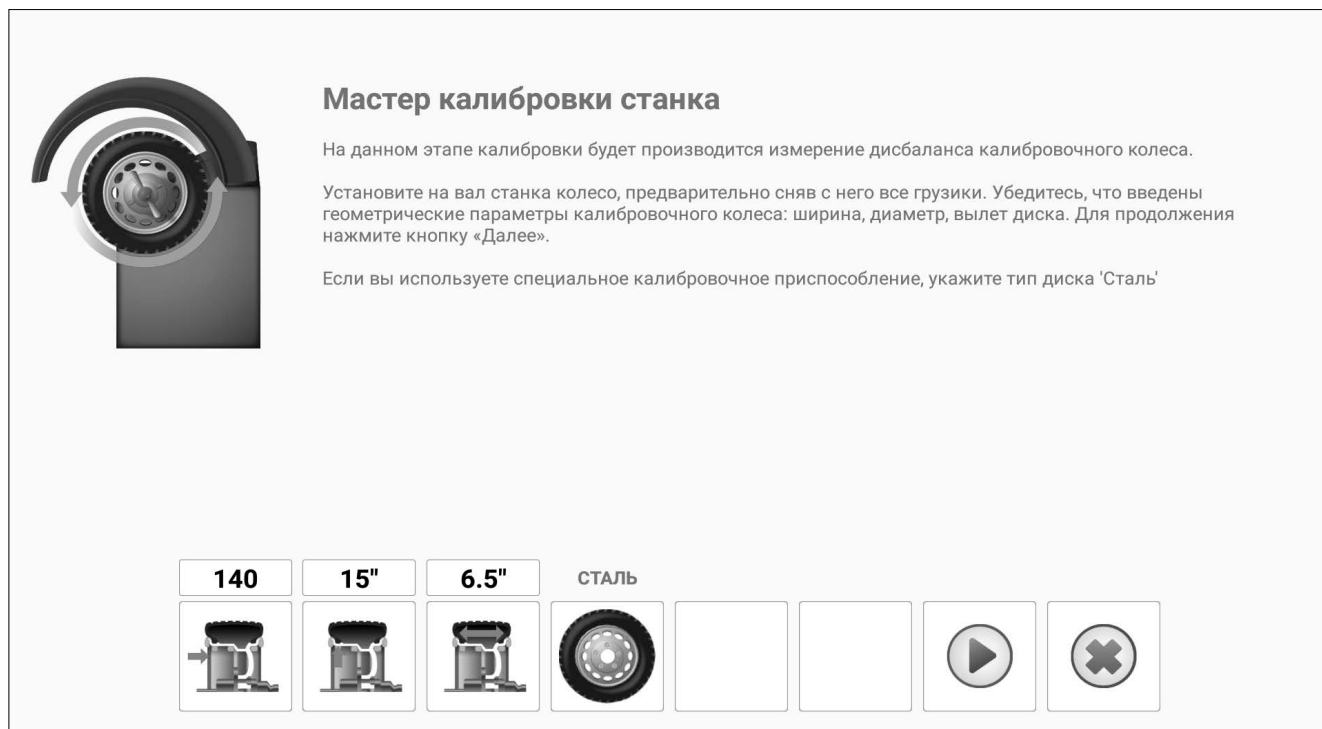 Мастер калибровки станка
На данном этапе калибровки будет производится измерение дисбаланса калибровочного колеса.
Установите на вал станка колесо, предварительно сняв с него все грузики. Убедитесь, что введены
геометрические параметры калибровочного колеса: ширина, диаметр, вылет диска. Для продолжения
нажмите кнопку «Далее».
Если вы используете специальное калибровочное приспособление, укажите тип диска 'Сталь'
140
15"
6.5"
СТАЛЬ